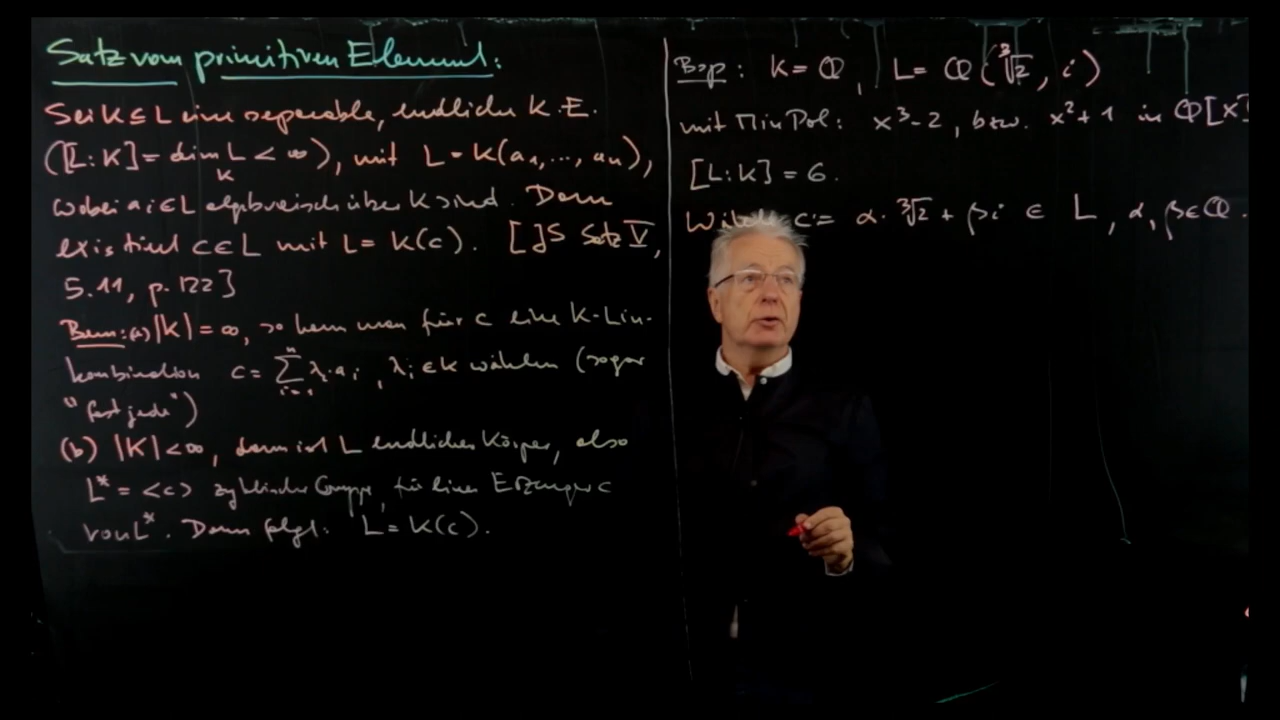 Satz vom primitiven Element:
Sei K ≤ L eine separable, endliche K.E.
([L:K] = dim_K L < ∞), mit L = K(a₁, ..., aₙ),
wobei aᵢ ∈ L algebraisch über K sind. Dann
existiert c ∈ L mit L = K(c). [JS Satz V,
5.11, p. 122]
Bem: (a) |K| = ∞, so kann man für c eine K-Lin-
kombination c = ∑ᵢ₌₁ⁿ λᵢ·aᵢ, λᵢ ∈ K wählen (sogar
"fast jede")
(b) |K| < ∞, dann ist L endlicher Körper, also
L* = <c> zyklische Gruppe, für einen Erzeuger c
von L*. Dann folgt: L = K(c).
Bsp: K = ℚ, L = ℚ(∛2, i)
mit MinPol: x³-2, bzw. x²+1 in ℚ[x]
[L:K] = 6.
Wähle c := α·∛2 + βi ∈ L, α, β ∈ ℚ.